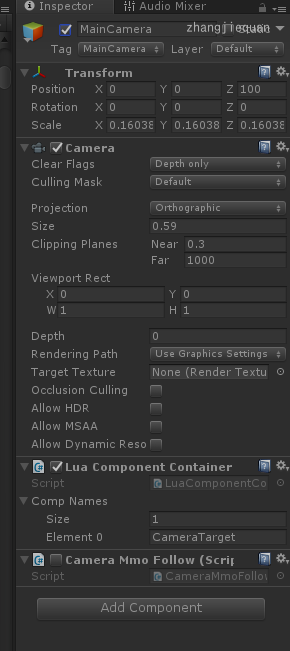 Inspector Audio Mixer
MainCamera Static
zhangjiequan
Tag MainCamera Layer Default
Transform
Position X 0 Y 0 Z 100
Rotation X 0 Y 0 Z 0
Scale X 0.16038 Y 0.16038 Z 0.16038
Camera
Clear Flags Depth only
Culling Mask Default
Projection Orthographic
Size 0.59
Clipping Planes Near 0.3
Far 1000
Viewport Rect
X 0 Y 0
W 1 H 1
Depth 0
Rendering Path Use Graphics Settings
Target Texture None (Render Textu
Occlusion Culling
Allow HDR
Allow MSAA
Allow Dynamic Reso
Lua Component Container
Script LuaComponentCo
Comp Names
Size 1
Element 0 CameraTarget
Camera Mmo Follow (Scrip
Script CameraMmoFollow
Add Component